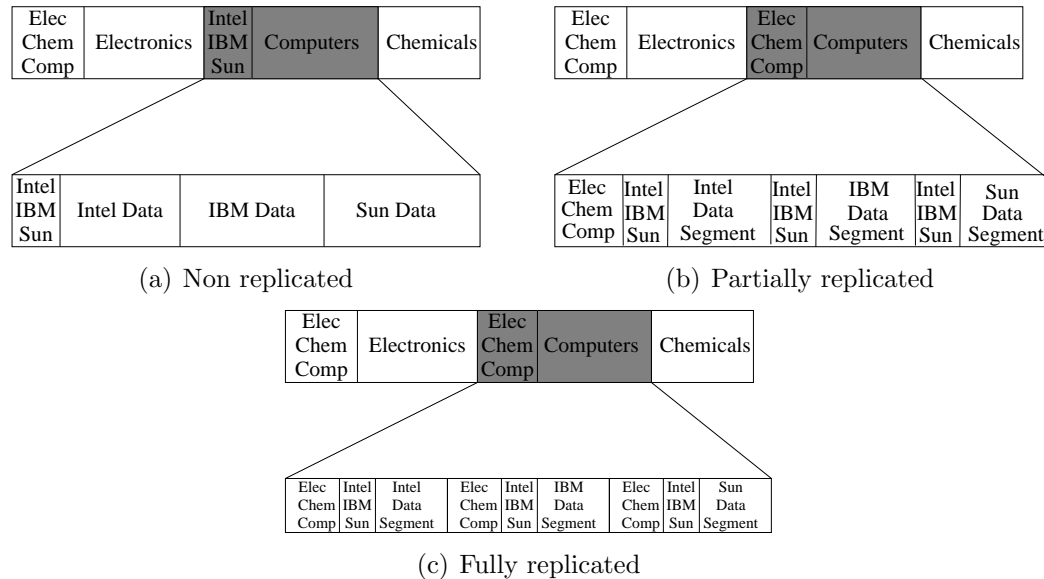 Elec
Chem
Comp
Electronics
Intel
IBM
Sun
Computers
Chemicals
Intel
IBM
Sun
Intel Data
IBM Data
Sun Data
(a) Non replicated
Elec
Chem
Comp
Electronics
Elec
Chem
Comp
Computers
Chemicals
Elec
Chem
Comp
Intel
IBM
Sun
Intel
Data
Segment
Intel
IBM
Sun
IBM
Data
Segment
Intel
IBM
Sun
Sun
Data
Segment
(b) Partially replicated
Elec
Chem
Comp
Electronics
Elec
Chem
Comp
Computers
Chemicals
Elec
Chem
Comp
Intel
IBM
Sun
Intel
Data
Segment
Elec
Chem
Comp
Intel
IBM
Sun
IBM
Data
Segment
Elec
Chem
Comp
Intel
IBM
Sun
Sun
Data
Segment
(c) Fully replicated